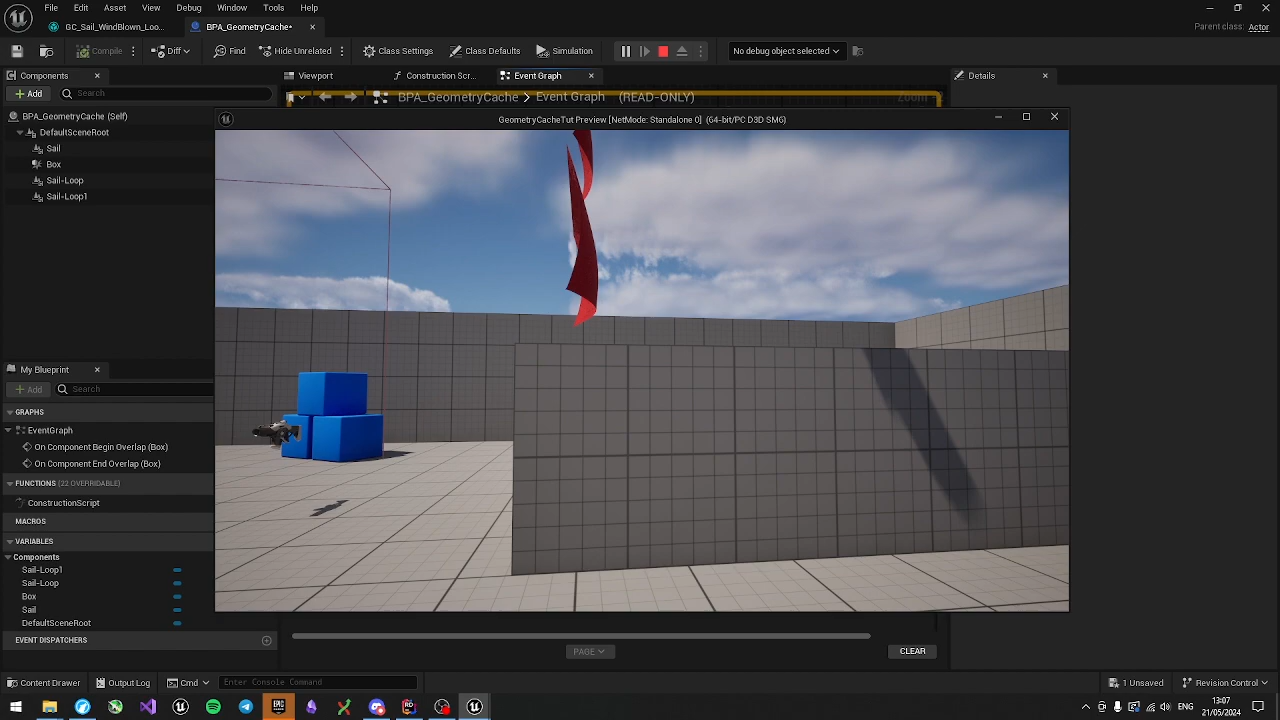 File Edit Asset View Debug Window Tools Help
GC_Sail_WindBlown_Loo...
BPA_GeometryCache•
Parent class: Actor
Compile
Diff
Find
Hide Unrelated
Class Settings
Class Defaults
Simulation
No debug object selected
Components
Viewport
Construction Scr...
Event Graph
Details
+ Add
Search
BPA_GeometryCache > Event Graph (READ-ONLY)
Zoom
BPA_GeometryCache (Self)
GeometryCacheTut Preview [NetMode: Standalone 0] (64-bit/PC D3D SM6)
DefaultSceneRoot
Sail
Box
Sail-Loop
Sail-Loop1
My Blueprint
+ Add
Search
GRAPHS
EventGraph
On Component Begin Overlap (Box)
On Component End Overlap (Box)
FUNCTIONS (22 OVERRIDABLE)
ConstructionScript
MACROS
VARIABLES
Components
Sail-Loop1
Sail-Loop
Box
Sail
DefaultSceneRoot
EVENT DISPATCHERS
PAGE
CLEAR
Content Drawer
Output Log
Cmd
Enter Console Command
1 Unsaved
Revision Control
EPIC GAMES
ENG
13:07
21/05/2024